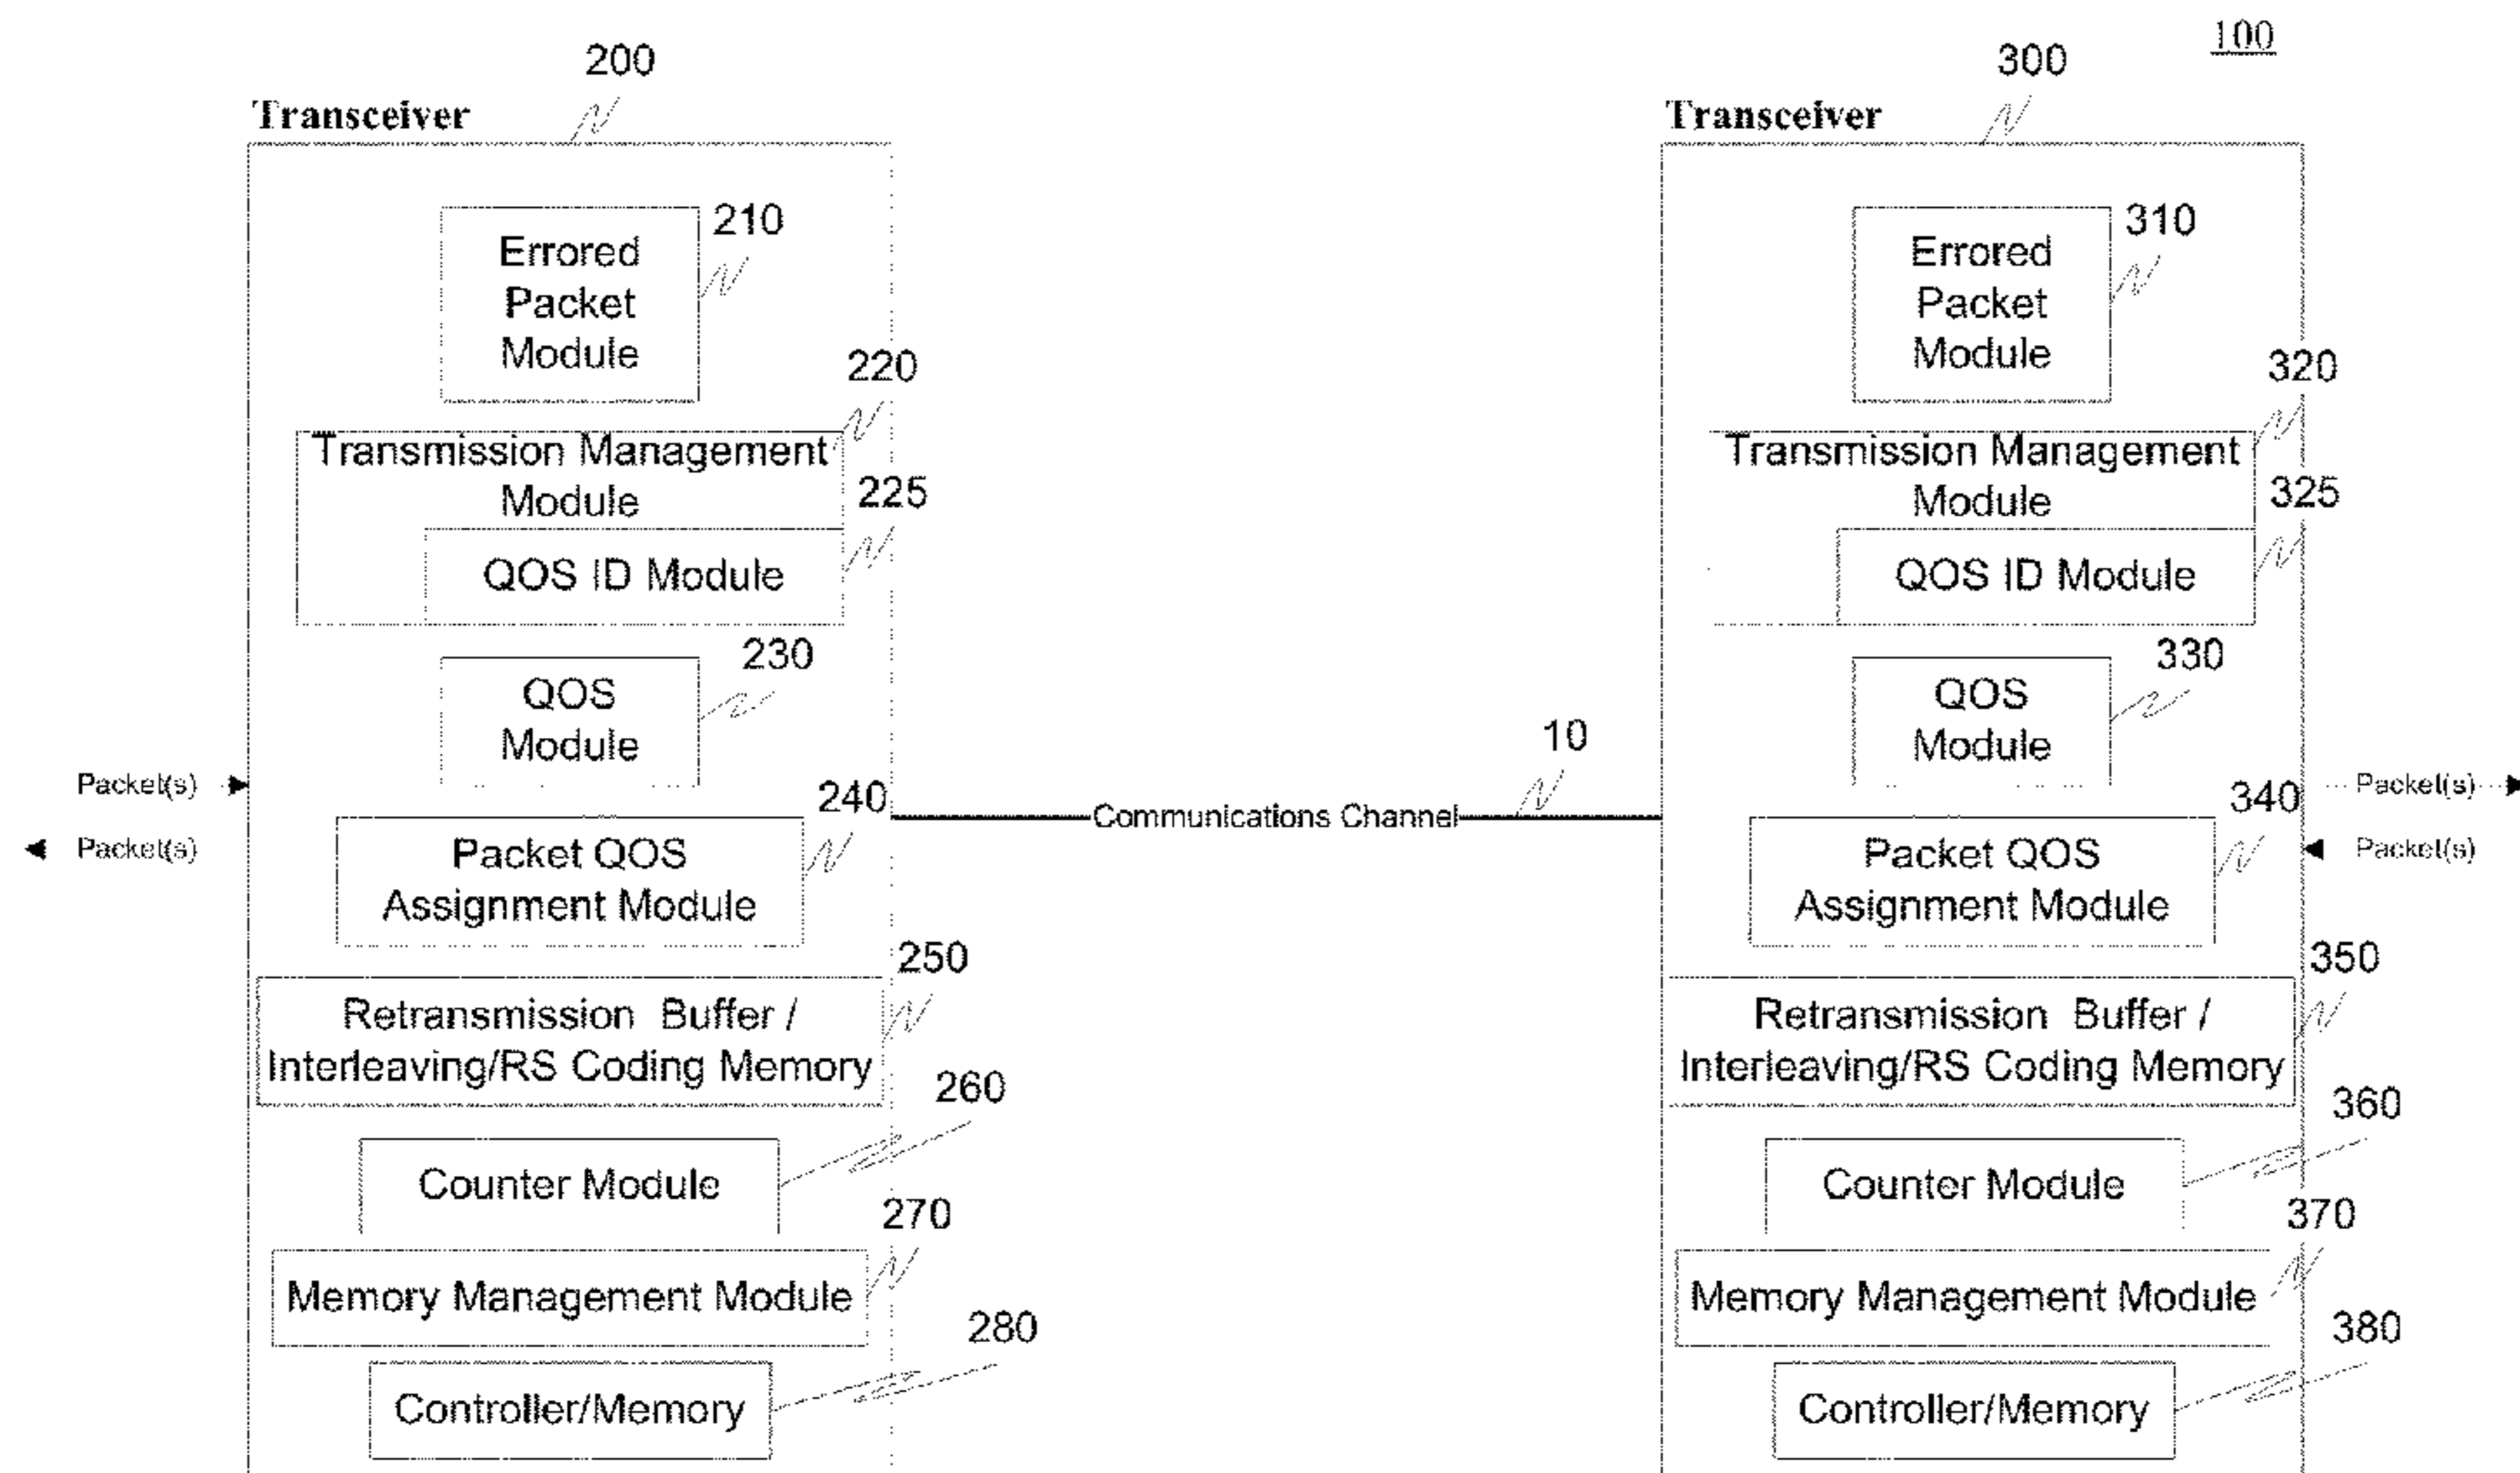 100
200
Transceiver
210
Errored
Packet
Module
220
Transmission Management
Module
225
QOS ID Module
230
QOS
Module
Packet(s)
Packet(s)
240
Packet QOS
Assignment Module
250
Retransmission Buffer /
Interleaving/RS Coding Memory
260
Counter Module
270
Memory Management Module
280
Controller/Memory
10
Communications Channel
300
Transceiver
310
Errored
Packet
Module
320
Transmission Management
Module
325
QOS ID Module
330
QOS
Module
340
Packet(s)
Packet(s)
Packet QOS
Assignment Module
350
Retransmission Buffer /
Interleaving/RS Coding Memory
360
Counter Module
370
Memory Management Module
380
Controller/Memory